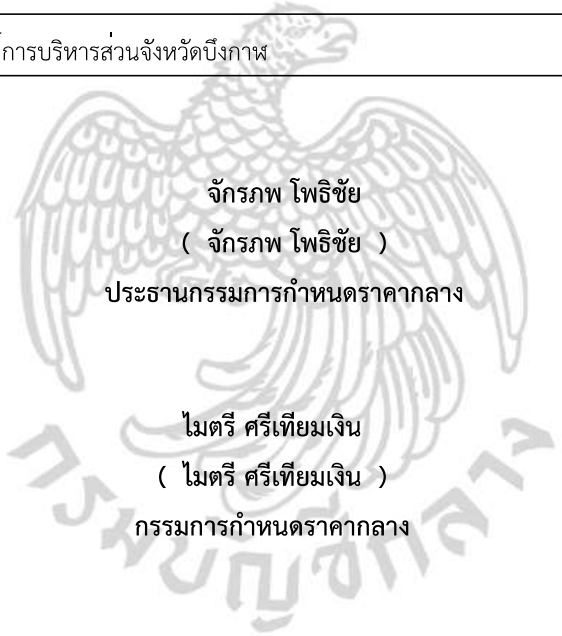 การบริหารส่วนจังหวัดบึงกาฬ
จักรภพ โพธิชัย
( จักรภพ โพธิชัย )
ประธานกรรมการกำหนดราคากลาง
ไมตรี ศรีเทียมเงิน
( ไมตรี ศรีเทียมเงิน )
กรรมการกำหนดราคากลาง
กรมบัญชีกลาง